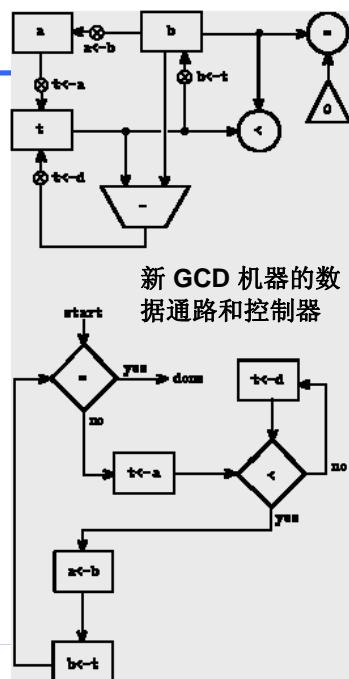 a
b
=
a<-b
t<-a
b<-t
0
t
<
t<-d
-
新 GCD 机器的数
据通路和控制器
start
=
yes
done
no
t<-d
t<-a
<
no
yes
a<-b
b<-t